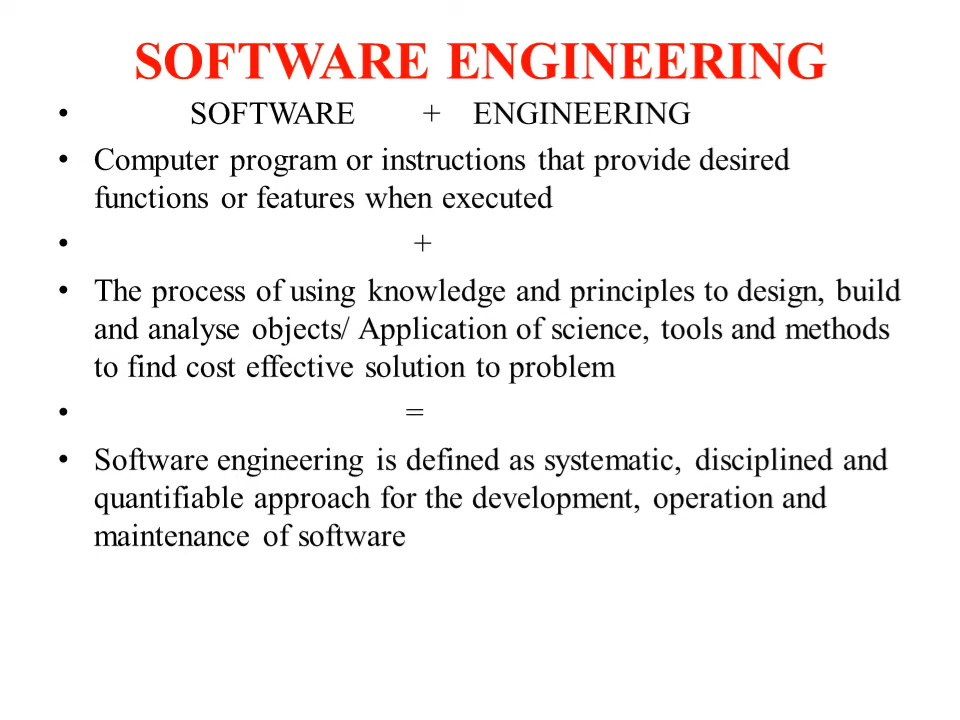 SOFTWARE ENGINEERING
• SOFTWARE + ENGINEERING
• Computer program or instructions that provide desired
functions or features when executed
• +
• The process of using knowledge and principles to design, build
and analyse objects/ Application of science, tools and methods
to find cost effective solution to problem
• =
• Software engineering is defined as systematic, disciplined and
quantifiable approach for the development, operation and
maintenance of software